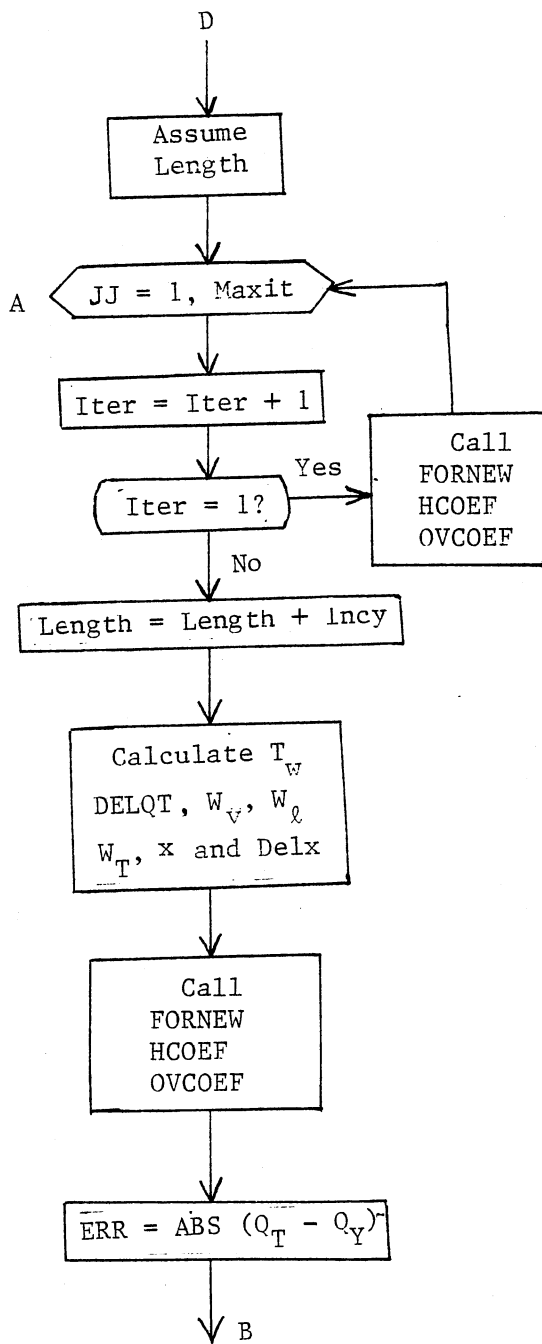 D
Assume
Length
A
JJ = 1, Maxit
Iter = Iter + 1
Iter = 1?
Yes
Call
FORNEW
HCOEF
OVCOEF
No
Length = Length + Incy
Calculate T_w
DELQT, W_v, W_ℓ
W_T, x and Delx
Call
FORNEW
HCOEF
OVCOEF
ERR = ABS (Q_T - Q_Y)
B